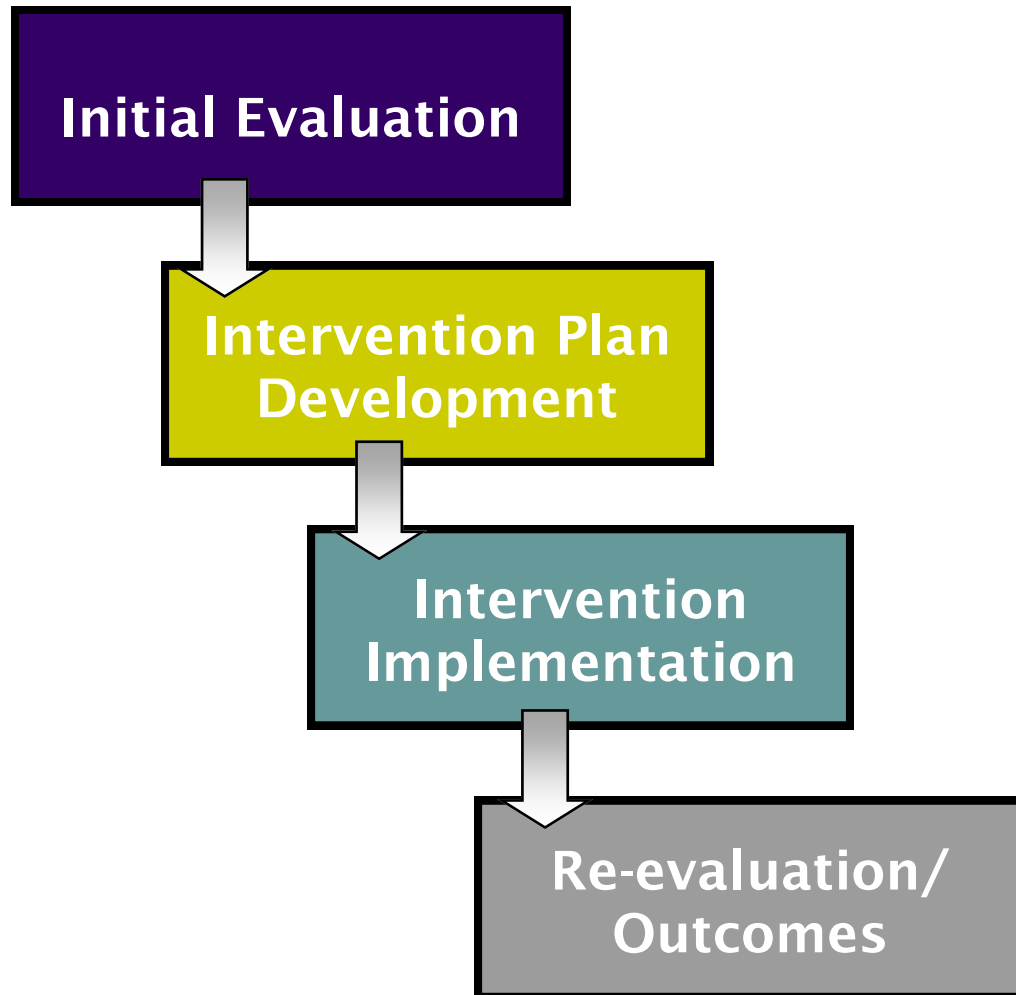 Initial Evaluation
Intervention Plan
Development
Intervention
Implementation
Re-evaluation/
Outcomes